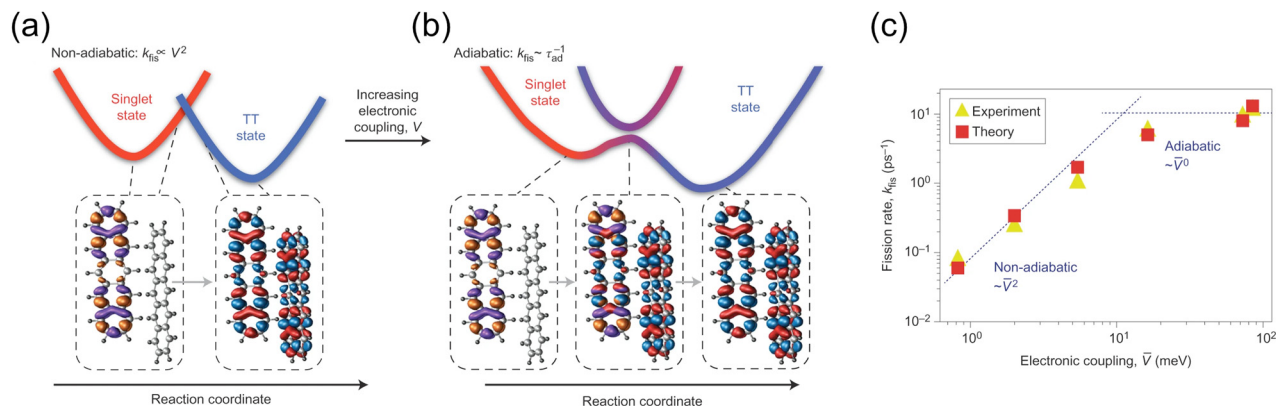 (a)
Non-adiabatic: k_fis ∝ V²
Singlet
state
TT
state
Reaction coordinate
Increasing
electronic
coupling, V
(b)
Adiabatic: k_fis ~ τ_ad⁻¹
Singlet
state
TT
state
Reaction coordinate
(c)
Fission rate, k_fis (ps⁻¹)
10¹
10⁰
10⁻¹
10⁻²
Experiment
Theory
Adiabatic
~V̅⁰
Non-adiabatic
~V̅²
10⁰
10¹
10²
Electronic coupling, V̅ (meV)